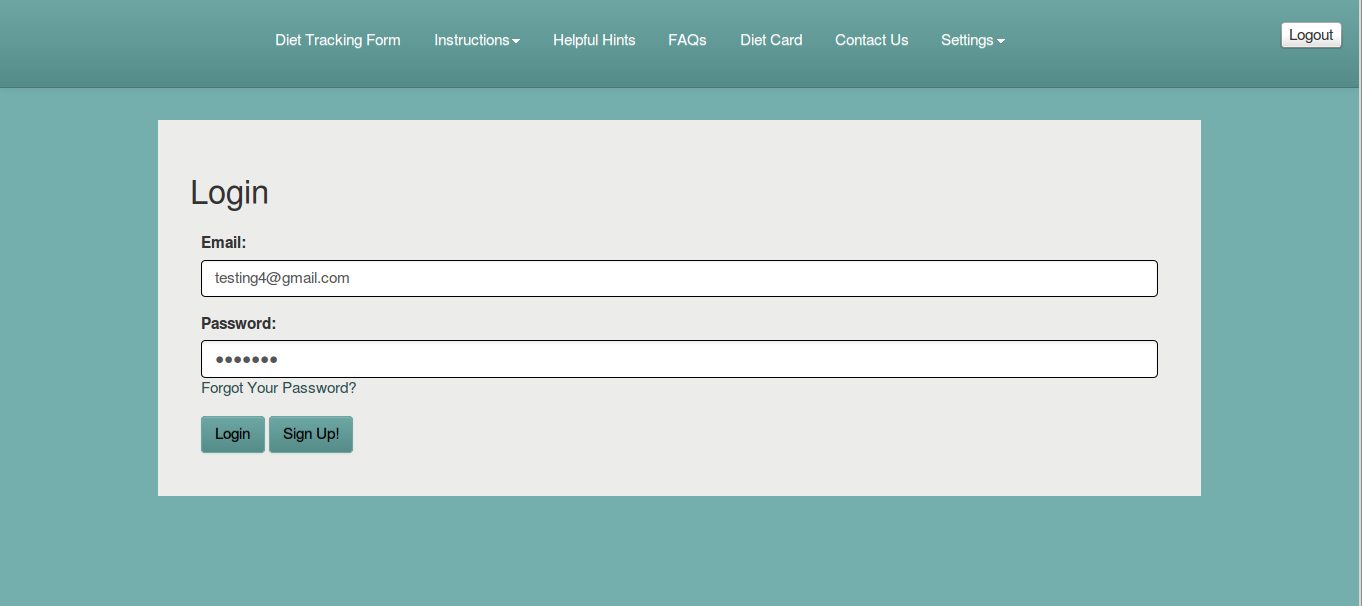 Diet Tracking Form Instructions Helpful Hints FAQs Diet Card Contact Us Settings Logout
Login
Email:
testing4@gmail.com
Password:
●●●●●●●
Forgot Your Password?
Login Sign Up!